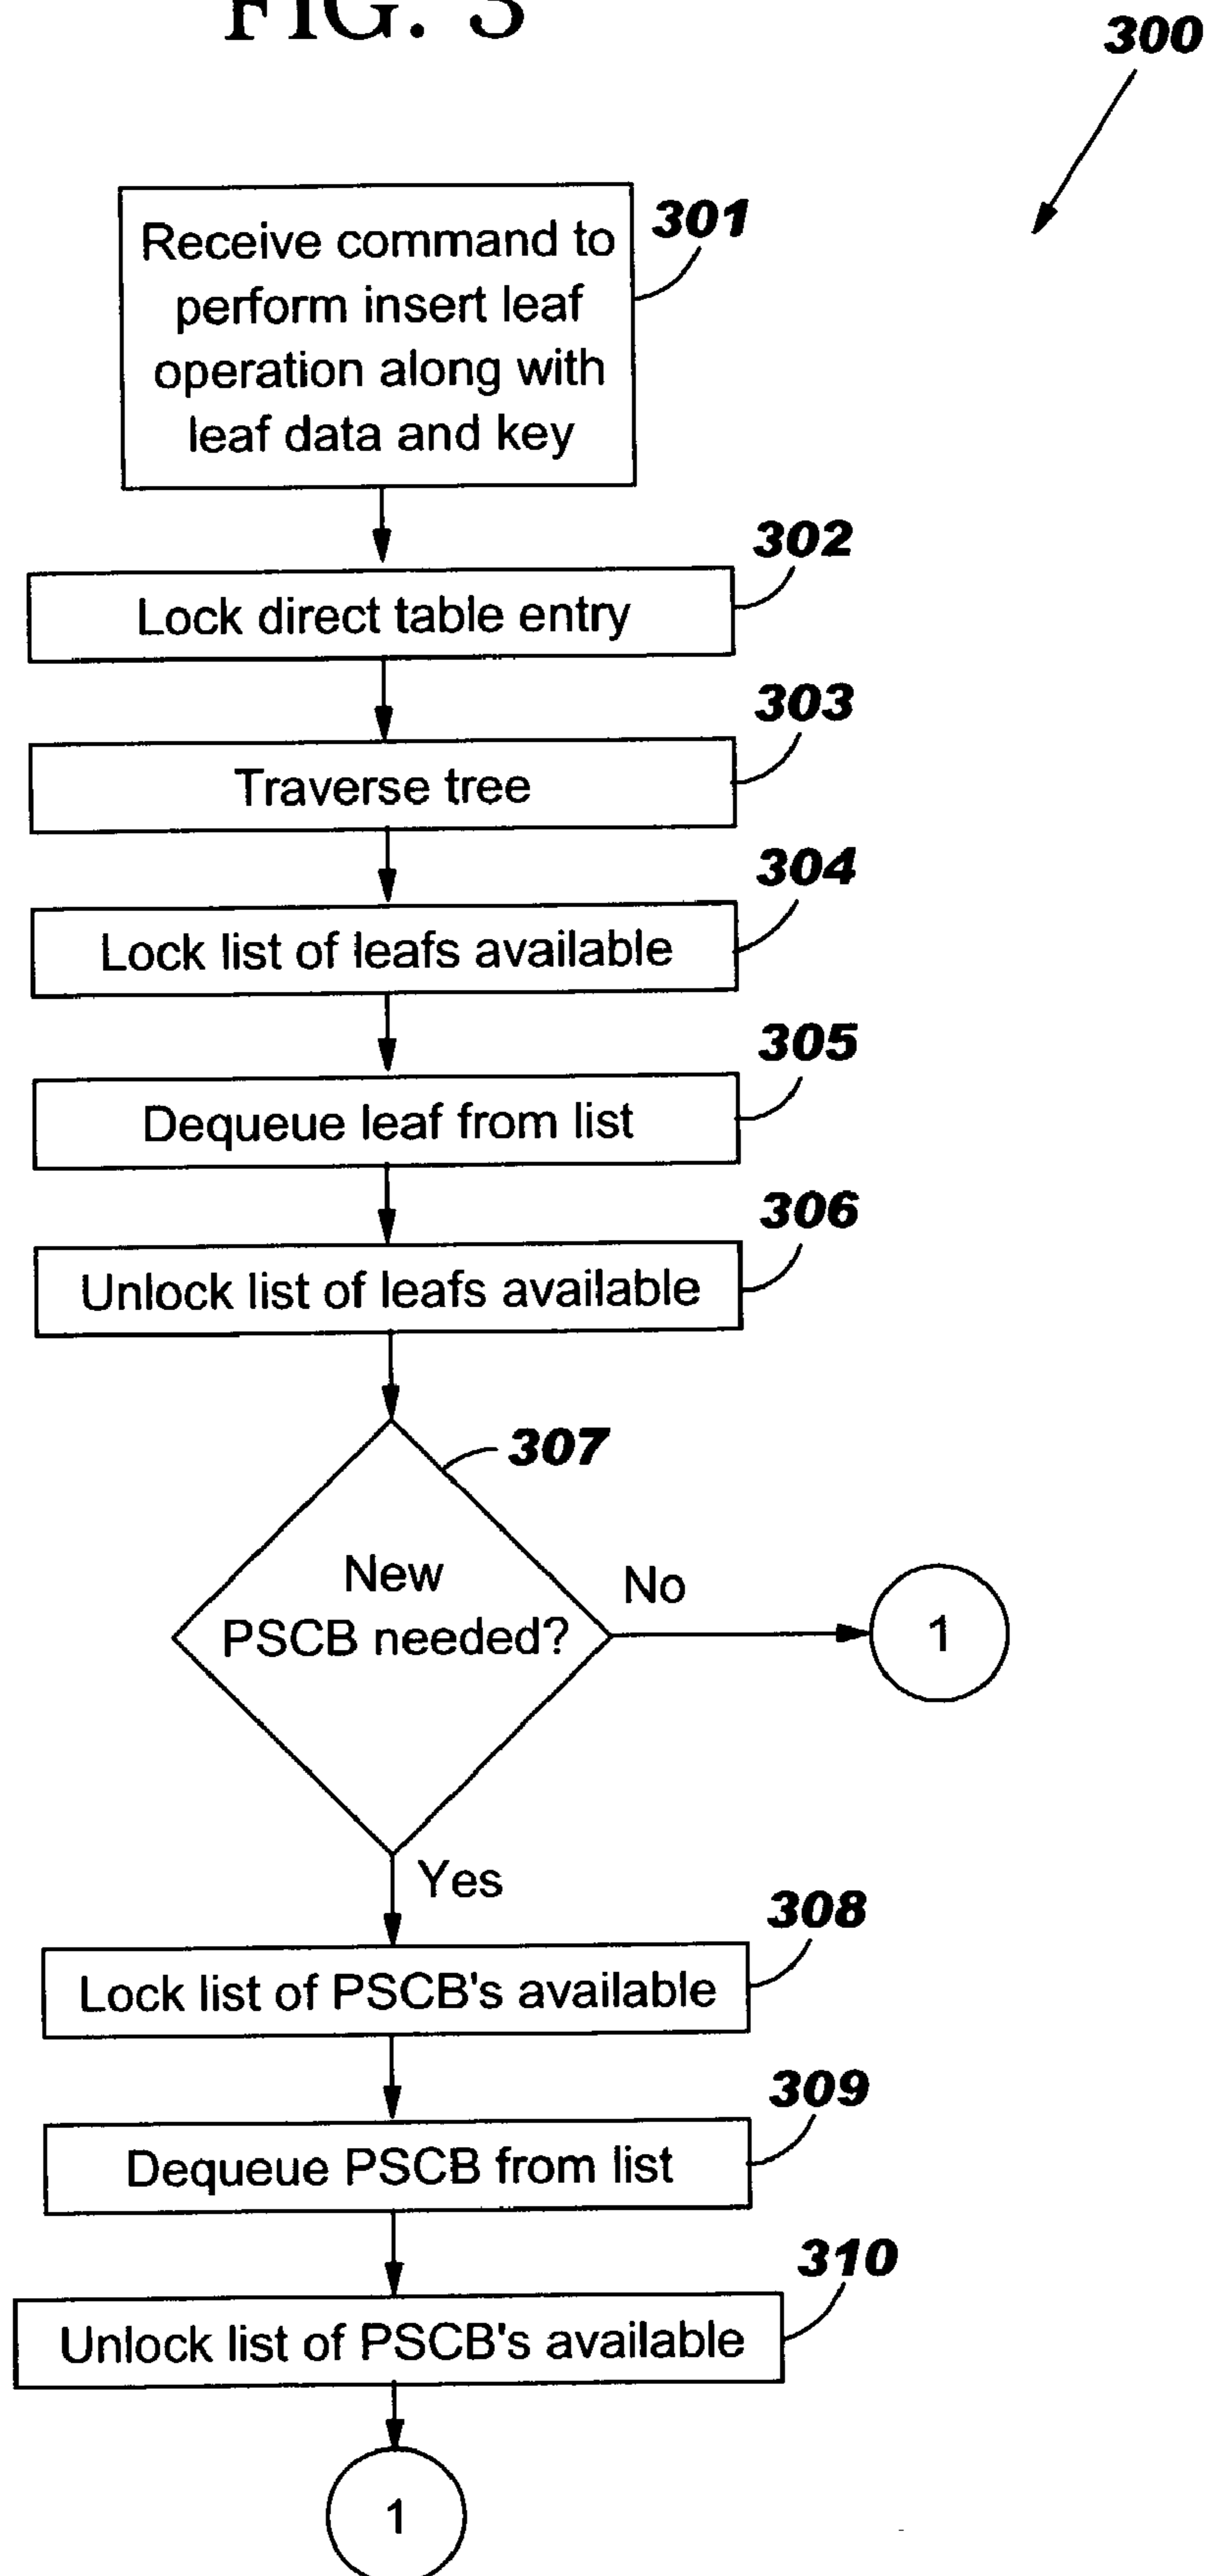 FIG. 3
300
301
Receive command to
perform insert leaf
operation along with
leaf data and key
302
Lock direct table entry
303
Traverse tree
304
Lock list of leafs available
305
Dequeue leaf from list
306
Unlock list of leafs available
307
New
PSCB needed?
No
1
Yes
308
Lock list of PSCB's available
309
Dequeue PSCB from list
310
Unlock list of PSCB's available
1